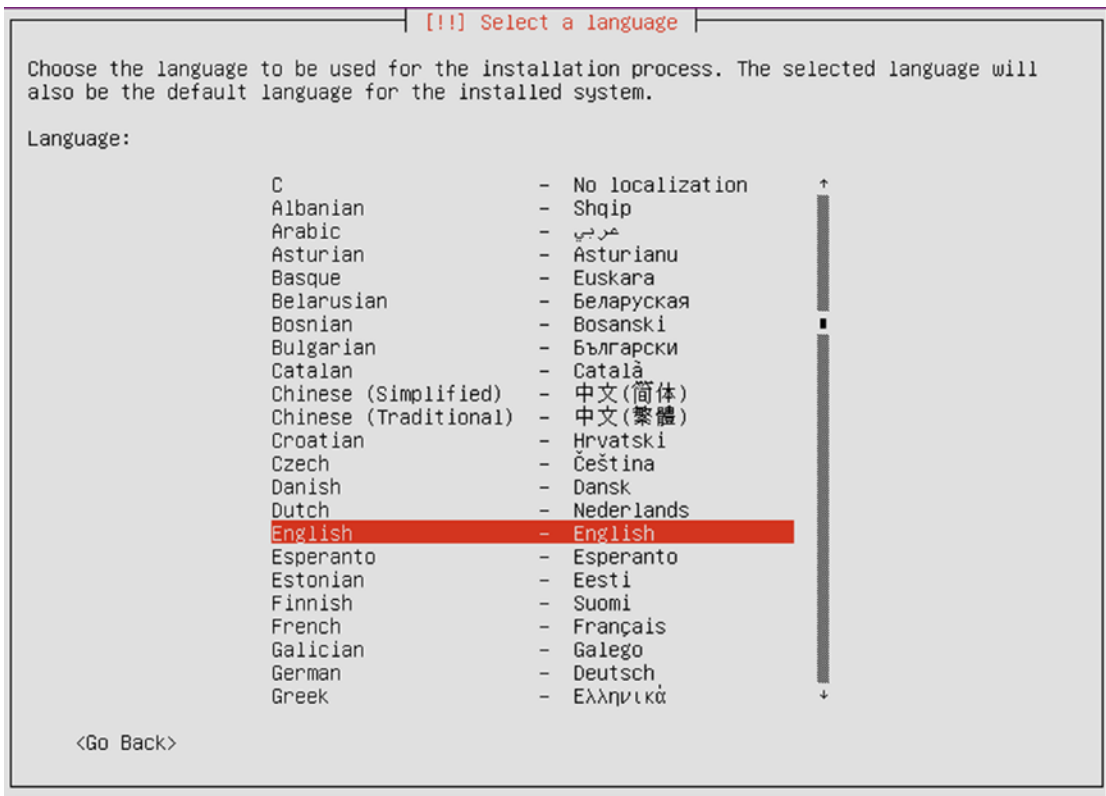 [!!] Select a language
Choose the language to be used for the installation process. The selected language will
also be the default language for the installed system.
Language:
C - No localization ↑
Albanian - Shqip
Arabic - عربي
Asturian - Asturianu
Basque - Euskara
Belarusian - Беларуская
Bosnian - Bosanski
Bulgarian - Български
Catalan - Català
Chinese (Simplified) - 中文(简体)
Chinese (Traditional) - 中文(繁體)
Croatian - Hrvatski
Czech - Čeština
Danish - Dansk
Dutch - Nederlands
English - English
Esperanto - Esperanto
Estonian - Eesti
Finnish - Suomi
French - Français
Galician - Galego
German - Deutsch
Greek - Ελληνικά ↓
<Go Back>